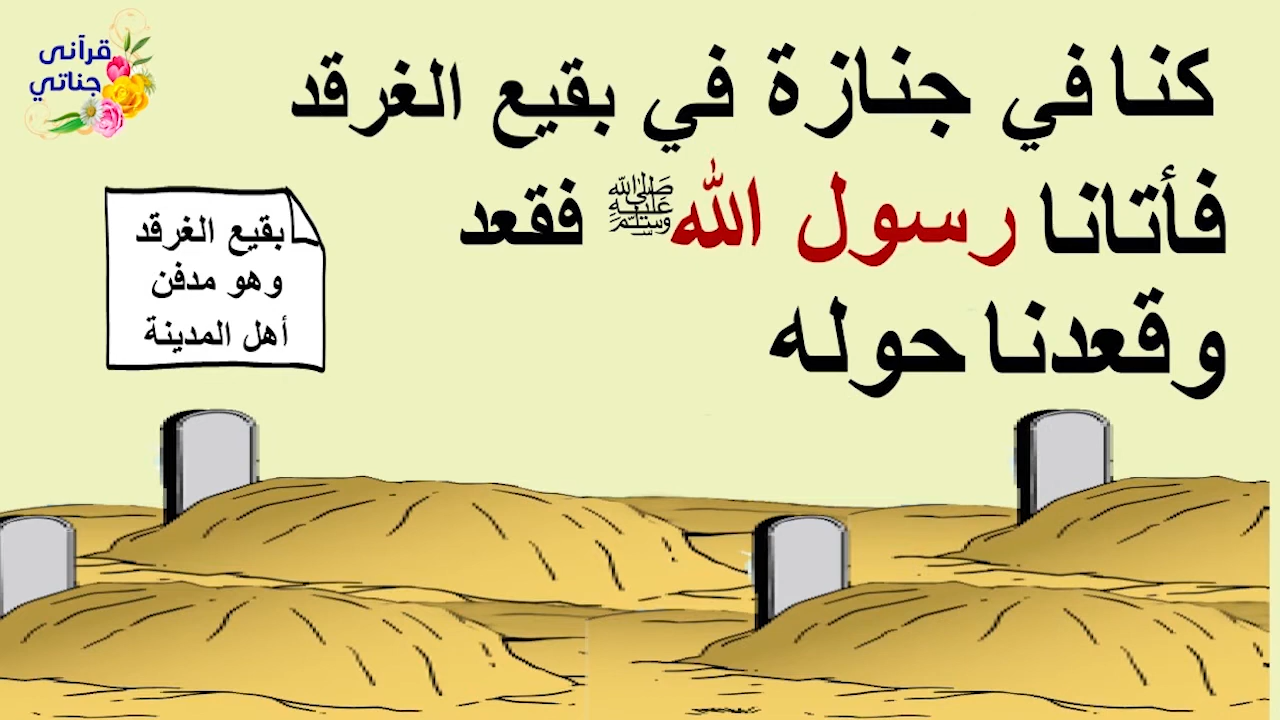 قرآنى
جناتي
كنا في جنازة في بقيع الغرقد
فأتانا رسول الله ﷺ فقعد
وقعدنا حوله
بقيع الغرقد
وهو مدفن
أهل المدينة